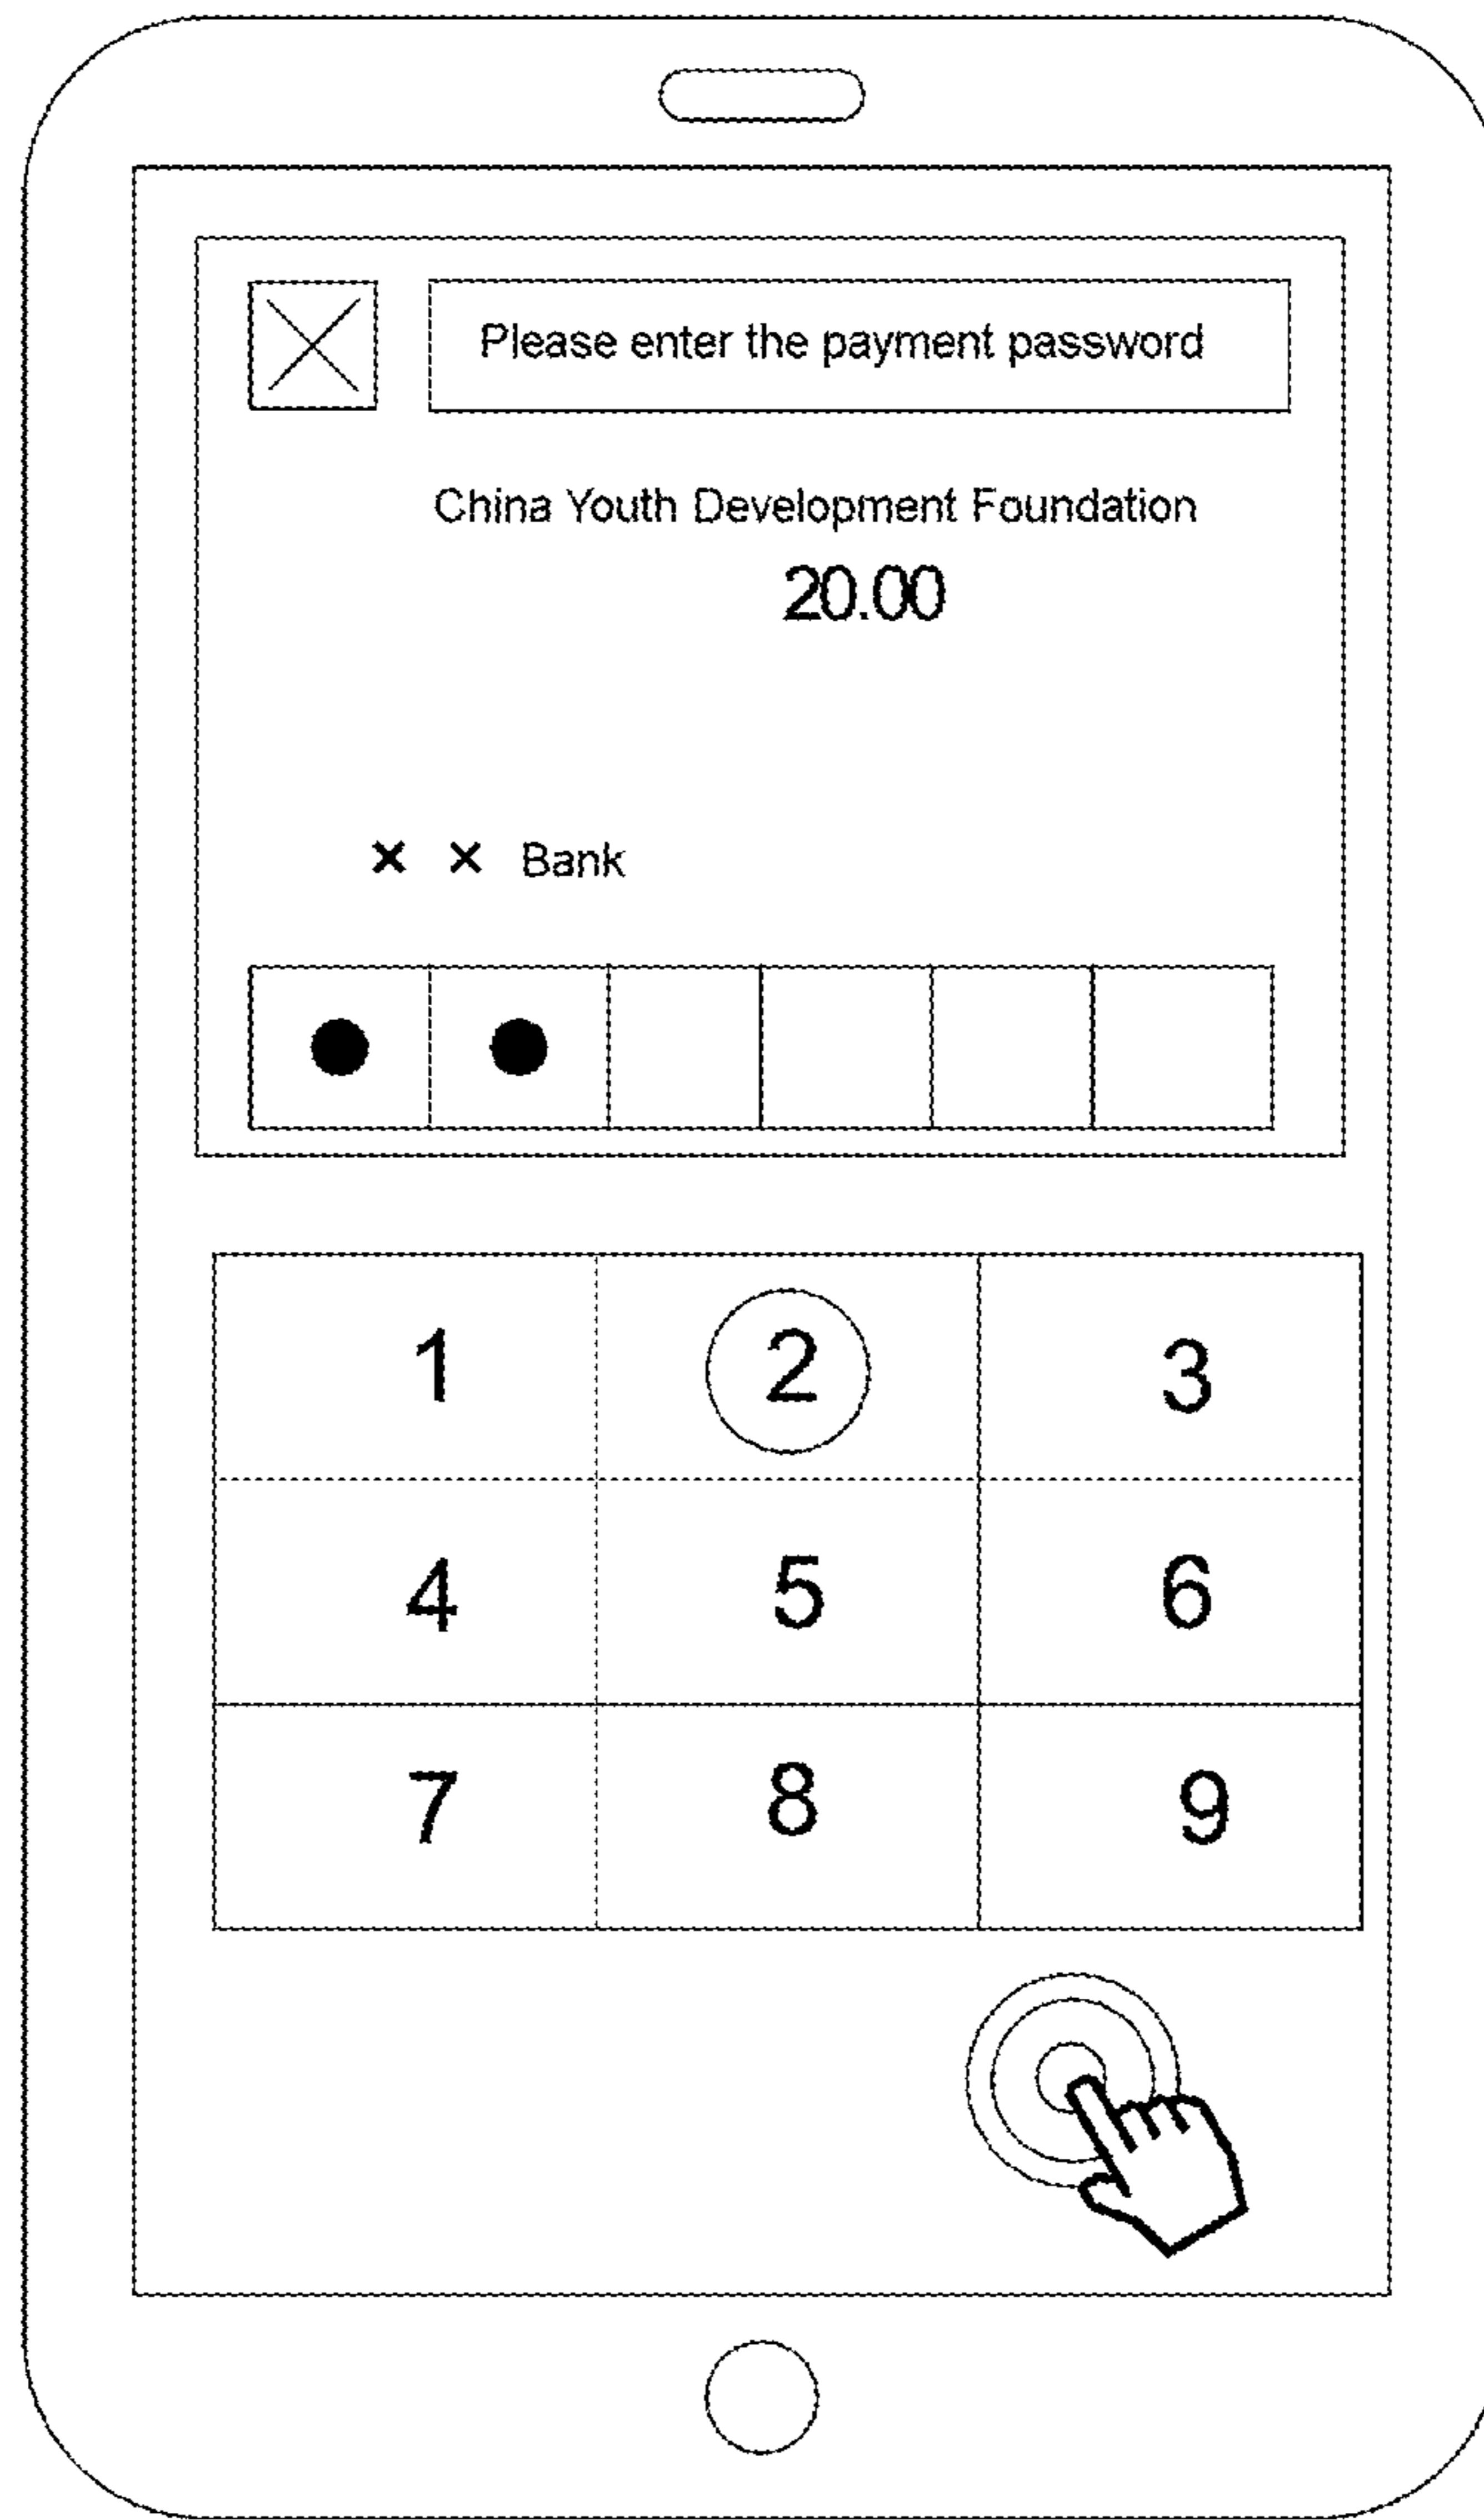 Please enter the payment password
China Youth Development Foundation
20.00
× × Bank
1 2 3
4 5 6
7 8 9